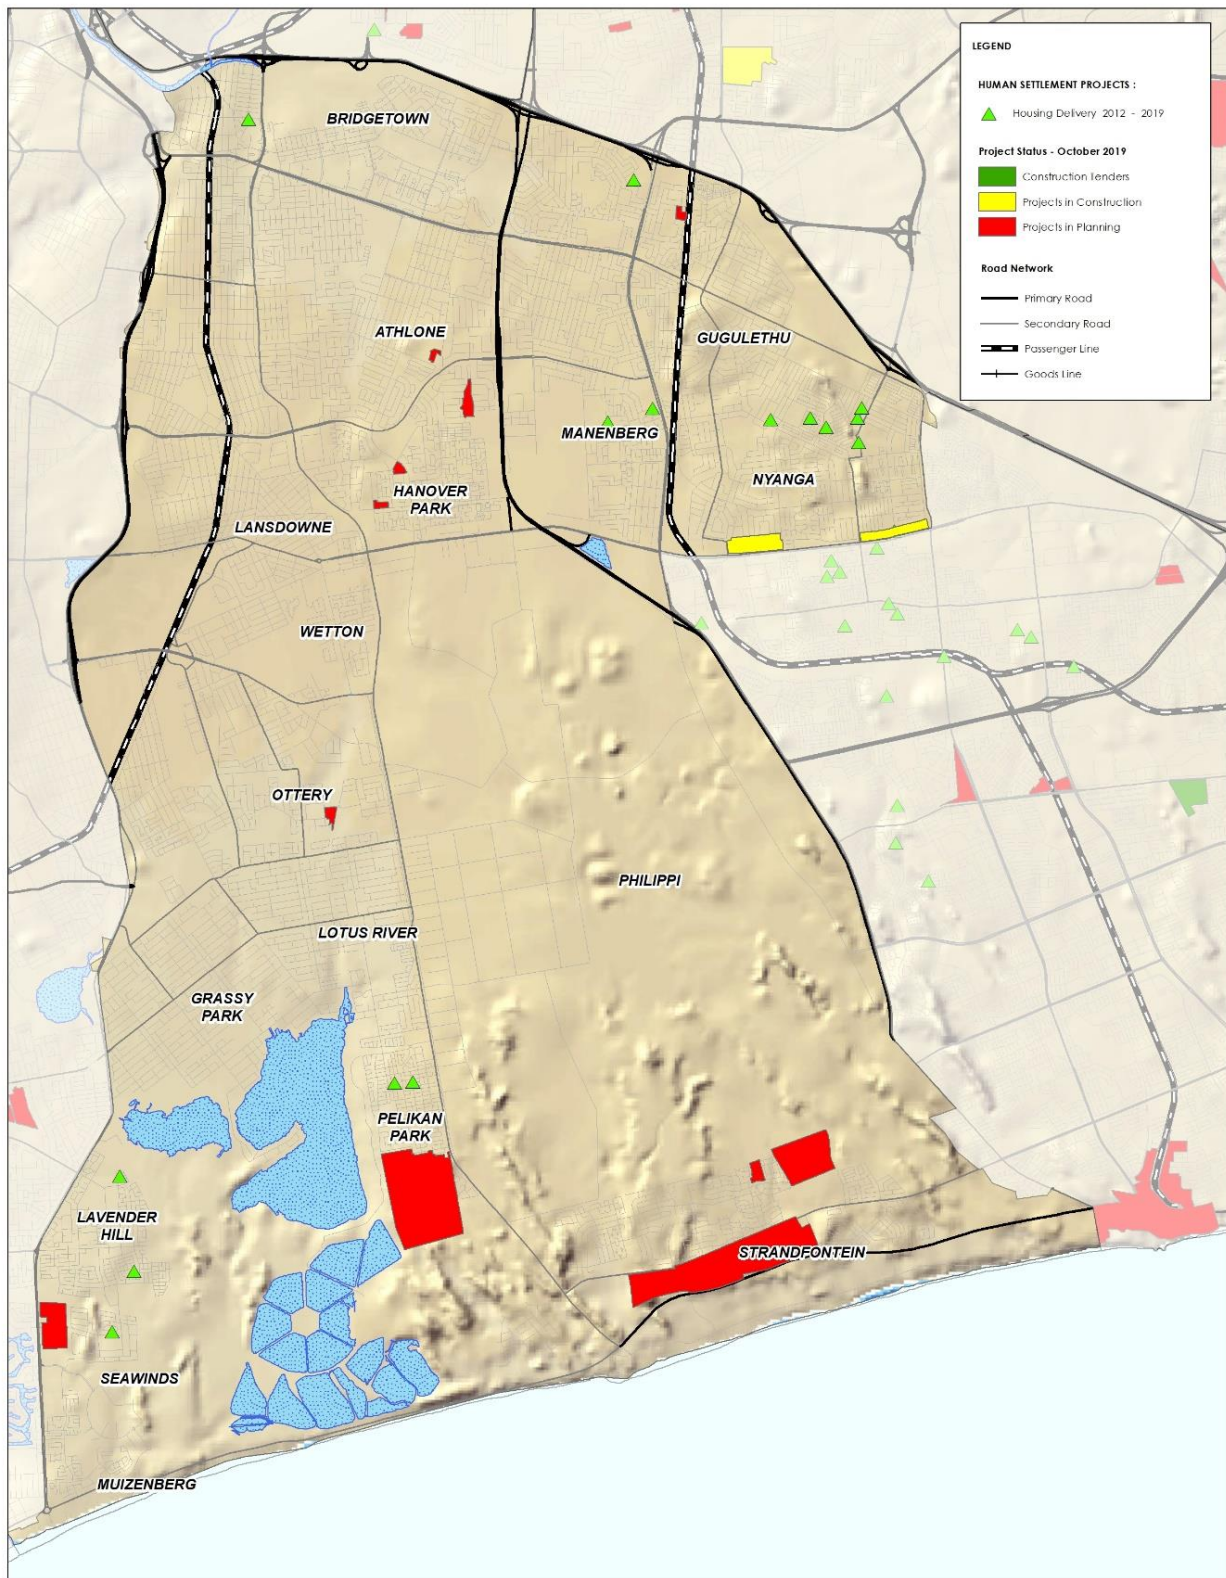 LEGEND
HUMAN SETTLEMENT PROJECTS :
Housing Delivery 2012 - 2019
Project Status - October 2019
Construction Tenders
Projects in Construction
Projects in Planning
Road Network
Primary Road
Secondary Road
Passenger Line
Goods Line
BRIDGETOWN
ATHLONE
GUGULETHU
MANENBERG
NYANGA
HANOVER
PARK
LANSDOWNE
WETTON
OTTERY
PHILIPPI
LOTUS RIVER
GRASSY
PARK
PELIKAN
PARK
LAVENDER
HILL
STRANDFONTEIN
SEAWINDS
MUIZENBERG